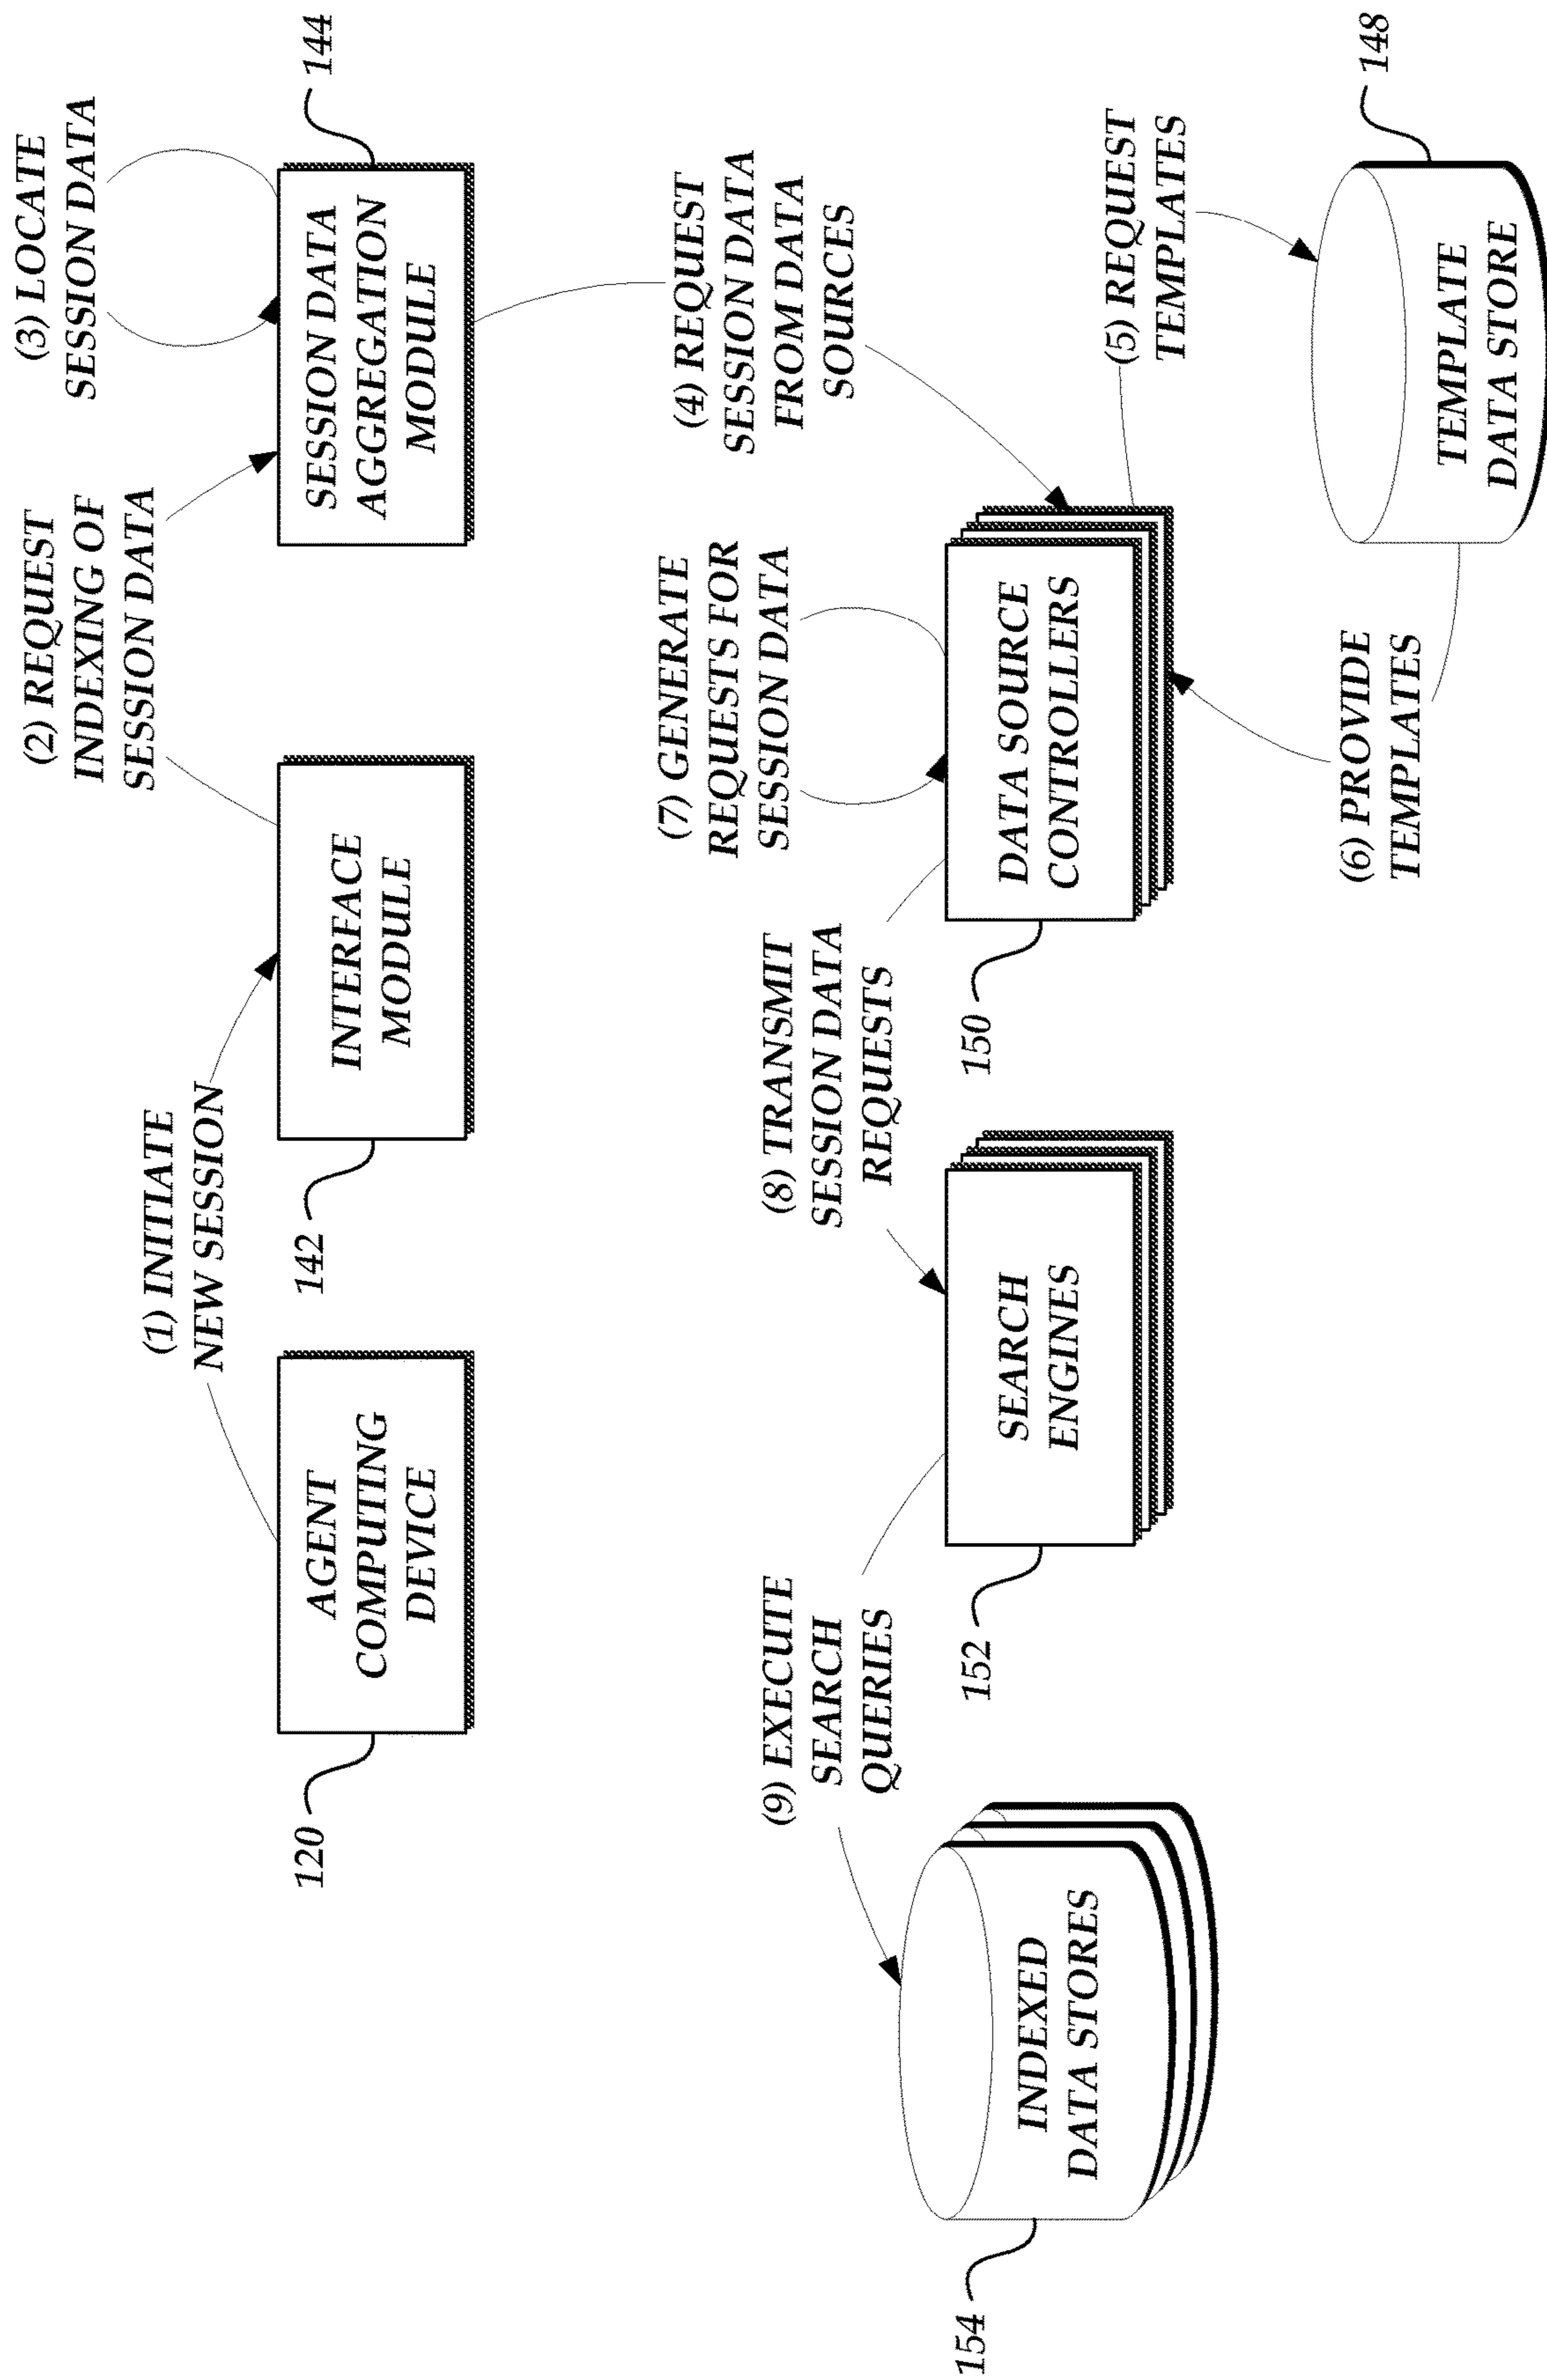 (1) INITIATE
NEW SESSION
(2) REQUEST
INDEXING OF
SESSION DATA
(3) LOCATE
SESSION DATA
AGENT
COMPUTING
DEVICE
120
INTERFACE
MODULE
142
SESSION DATA
AGGREGATION
MODULE
144
(4) REQUEST
SESSION DATA
FROM DATA
SOURCES
(9) EXECUTE
SEARCH
QUERIES
(8) TRANSMIT
SESSION DATA
REQUESTS
(7) GENERATE
REQUESTS FOR
SESSION DATA
INDEXED
DATA STORES
154
SEARCH
ENGINES
152
DATA SOURCE
CONTROLLERS
150
(5) REQUEST
TEMPLATES
(6) PROVIDE
TEMPLATES
TEMPLATE
DATA STORE
148